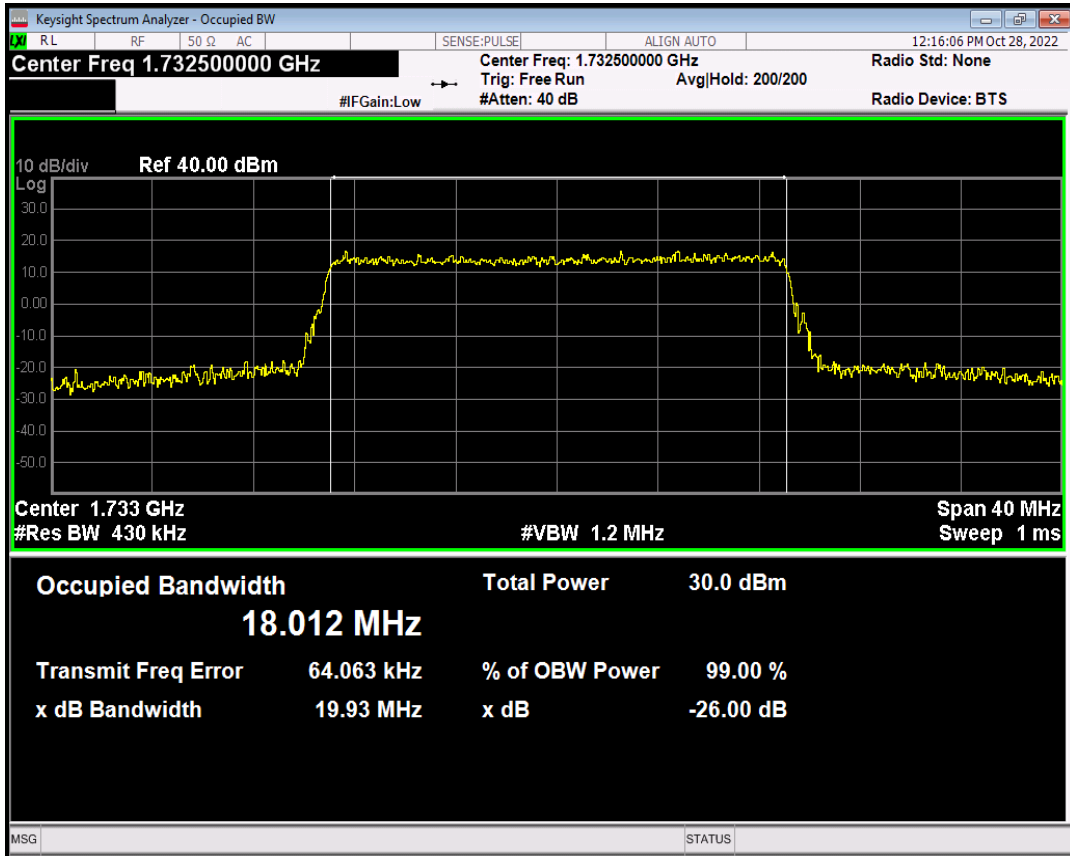 Keysight Spectrum Analyzer - Occupied BW
LXI RL RF 50 Ω AC SENSE:PULSE ALIGN AUTO 12:16:06 PM Oct 28, 2022
Center Freq 1.732500000 GHz
Center Freq: 1.732500000 GHz
Radio Std: None
Trig: Free Run Avg|Hold: 200/200
#IFGain:Low #Atten: 40 dB Radio Device: BTS
10 dB/div Ref 40.00 dBm
Log
30.0
20.0
10.0
0.00
-10.0
-20.0
-30.0
-40.0
-50.0
Center 1.733 GHz Span 40 MHz
#Res BW 430 kHz #VBW 1.2 MHz Sweep 1 ms
Occupied Bandwidth Total Power 30.0 dBm
18.012 MHz
Transmit Freq Error 64.063 kHz % of OBW Power 99.00 %
x dB Bandwidth 19.93 MHz x dB -26.00 dB
MSG STATUS